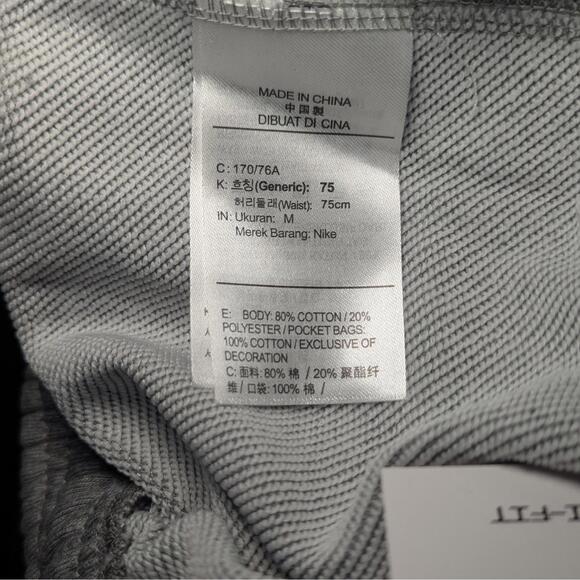 MADE IN CHINA
中国製
DIBUAT DI CINA
C: 170/76A
K: 흐칭(Generic): 75
허리둘레(Waist): 75cm
IN: Ukuran: M
Merek Barang: Nike
E: BODY: 80% COTTON / 20%
POLYESTER / POCKET BAGS:
100% COTTON / EXCLUSIVE OF
DECORATION
C: 面料: 80% 棉 / 20% 聚酯纤
维 / 口袋: 100% 棉 /
I-FIT